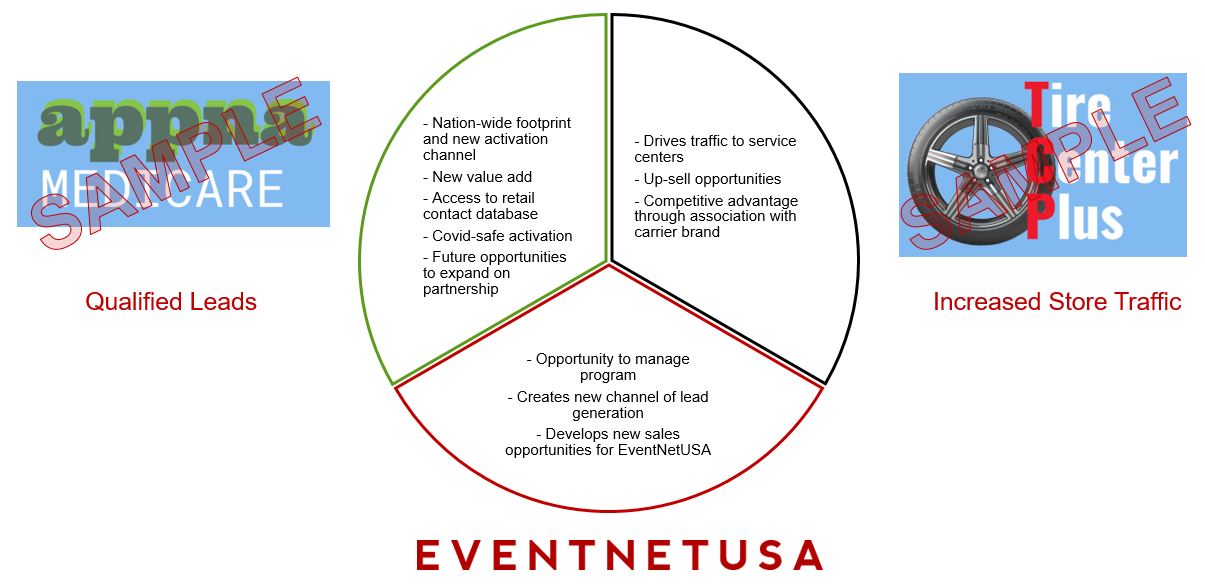 appna
MEDICARE
SAMPLE
Qualified Leads
- Nation-wide footprint
and new activation
channel
- New value add
- Access to retail
contact database
- Covid-safe activation
- Future opportunities
to expand on
partnership
- Drives traffic to service
centers
- Up-sell opportunities
- Competitive advantage
through association with
carrier brand
Tire
Center
Plus
SAMPLE
Increased Store Traffic
- Opportunity to manage
program
- Creates new channel of lead
generation
- Develops new sales
opportunities for EventNetUSA
EVENTNETUSA